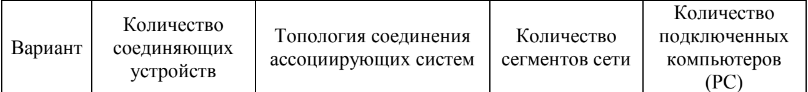 Вариант
Количество
соединяющих
устройств
Топология соединения
ассоциирующих систем
Количество
сегментов сети
Количество
подключенных
компьютеров
(PC)